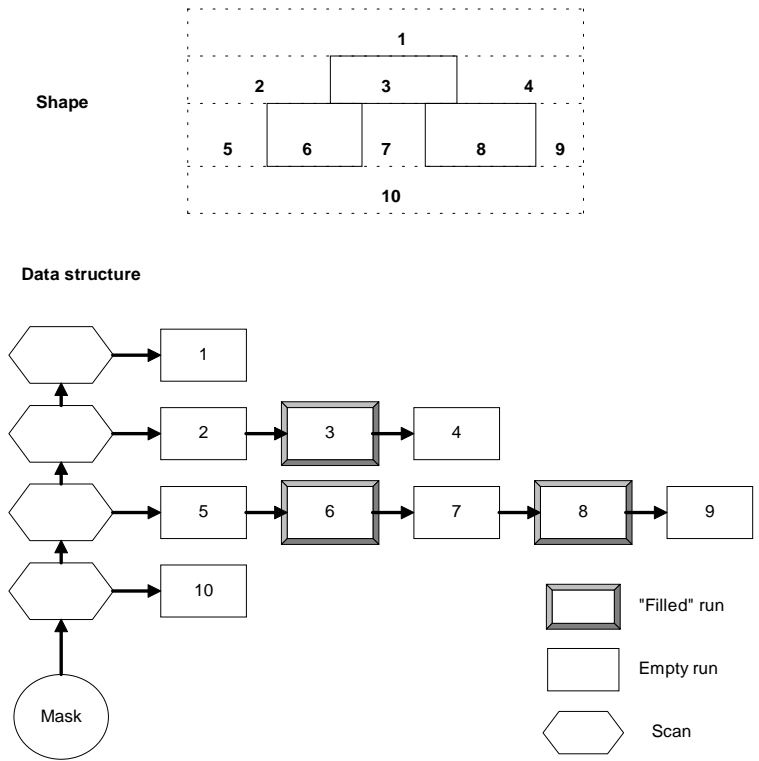 1
2 3 4
Shape
5 6 7 8 9
10
Data structure
1
2 3 4
5 6 7 8 9
10
"Filled" run
Empty run
Mask
Scan